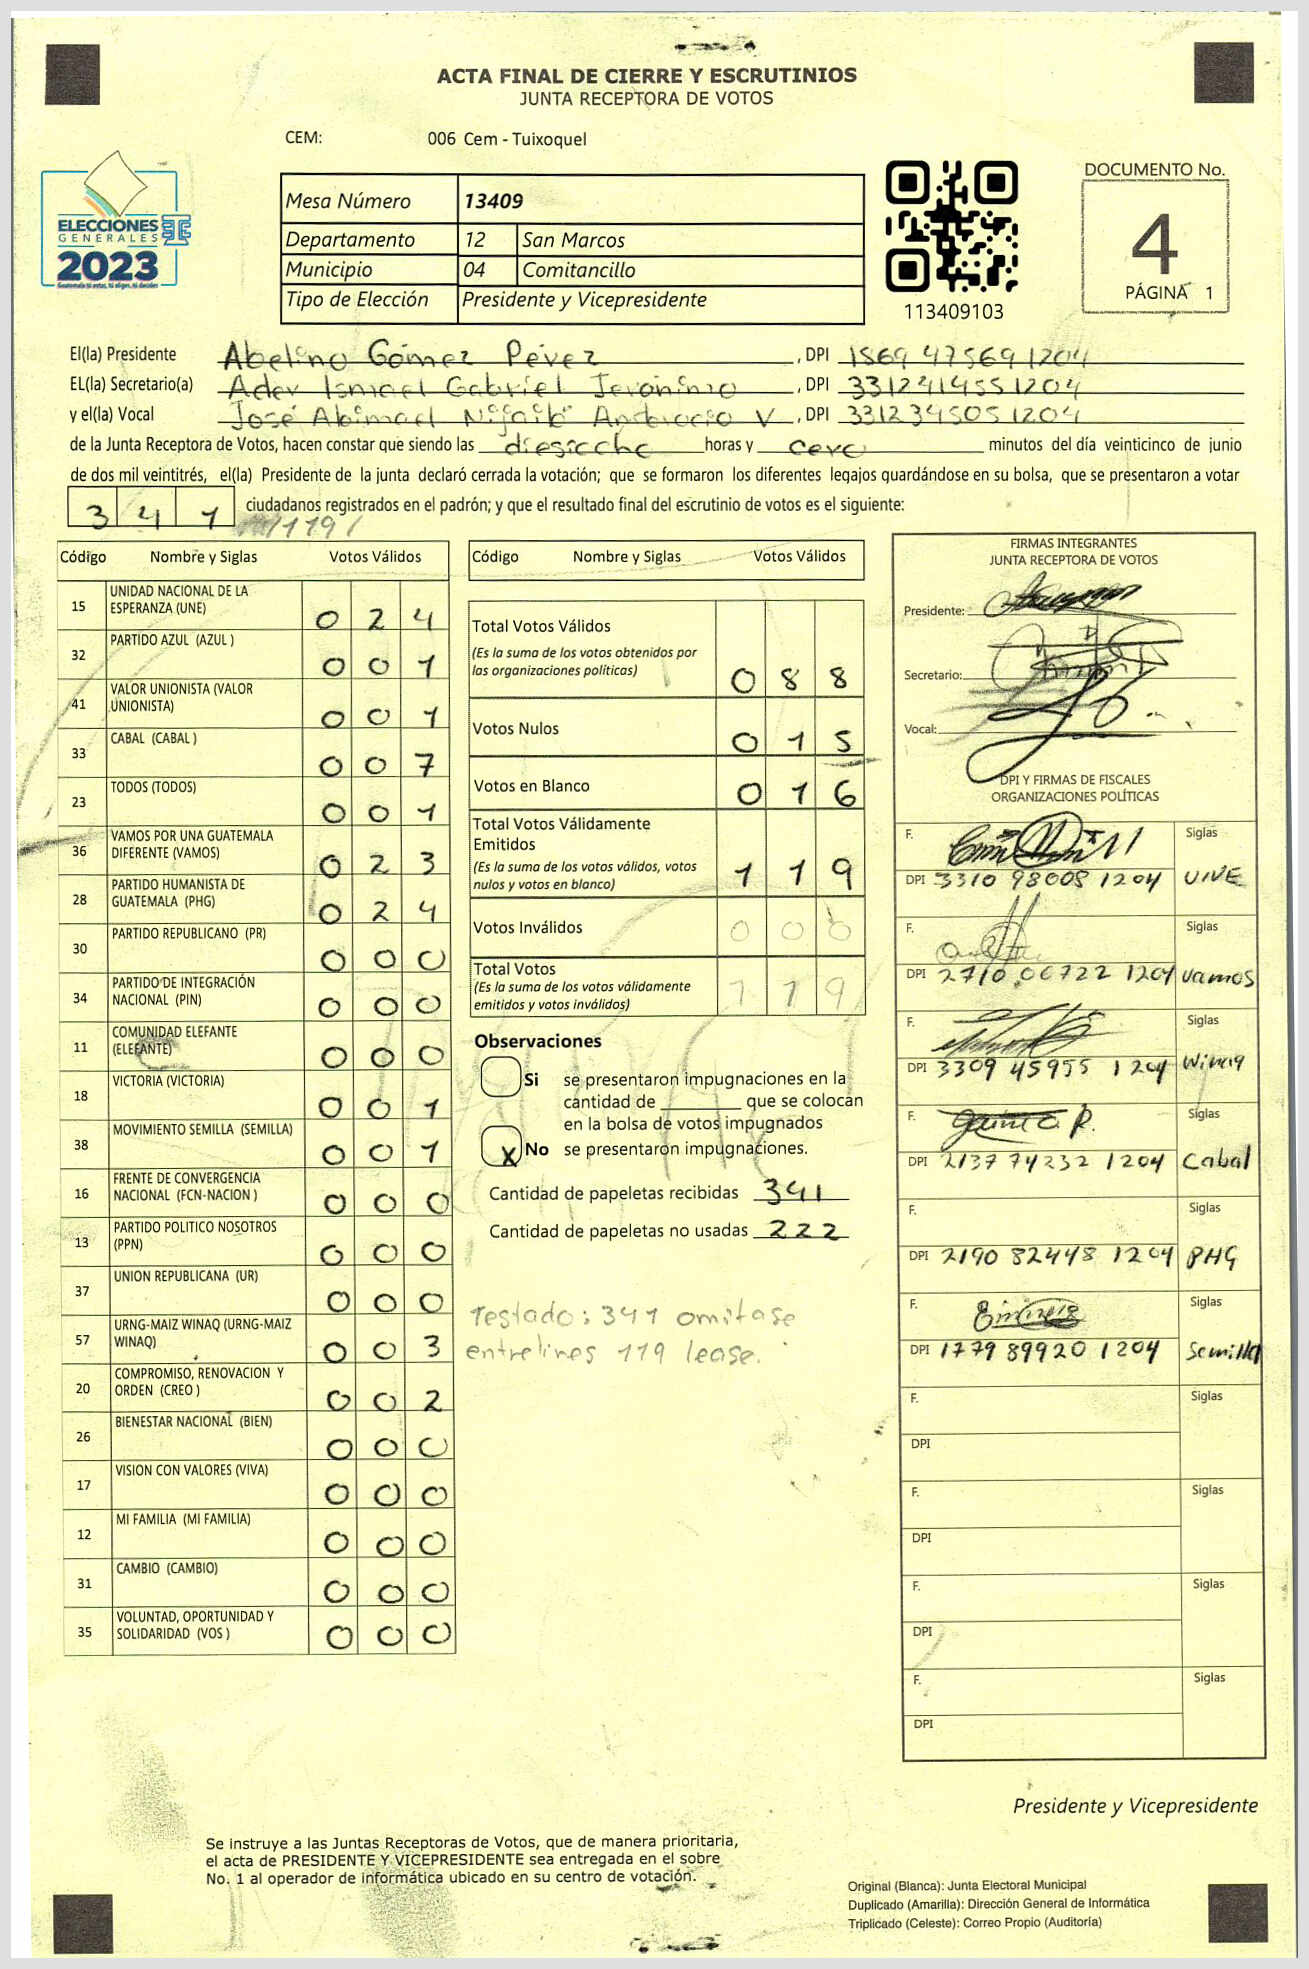 ACTA FINAL DE CIERRE Y ESCRUTINIOS
JUNTA RECEPTORA DE VOTOS
CEM: 006 Cem - Tuixoquel
ELECCIONES
GENERALES
2023
Mesa Número 13409
Departamento 12 San Marcos
Municipio 04 Comitancillo
Tipo de Elección Presidente y Vicepresidente
113409103
DOCUMENTO No.
4
PÁGINA 1
El(la) Presidente Abelino Gómez Pérez, DPI 1569 47569 1204
EL(la) Secretario(a) Ader Ismael Gabriel Jerónimo, DPI 331241455 1204
y el(la) Vocal José Abimael Ambrocio V, DPI 331234505 1204
de la Junta Receptora de Votos, hacen constar que siendo las diesicche horas y cero minutos del día veinticinco de junio
de dos mil veintitrés, el(la) Presidente de la junta declaró cerrada la votación; que se formaron los diferentes legajos guardándose en su bolsa, que se presentaron a votar
3 4 1 ciudadanos registrados en el padrón; y que el resultado final del escrutinio de votos es el siguiente:
/119/
Código Nombre y Siglas Votos Válidos
15 UNIDAD NACIONAL DE LA ESPERANZA (UNE) 0 2 4
32 PARTIDO AZUL (AZUL ) 0 0 1
41 VALOR UNIONISTA (VALOR UNIONISTA) 0 0 1
33 CABAL (CABAL ) 0 0 7
23 TODOS (TODOS) 0 0 1
36 VAMOS POR UNA GUATEMALA DIFERENTE (VAMOS) 0 2 3
28 PARTIDO HUMANISTA DE GUATEMALA (PHG) 0 2 4
30 PARTIDO REPUBLICANO (PR) 0 0 0
34 PARTIDO DE INTEGRACIÓN NACIONAL (PIN) 0 0 0
11 COMUNIDAD ELEFANTE (ELEFANTE) 0 0 0
18 VICTORIA (VICTORIA) 0 0 1
38 MOVIMIENTO SEMILLA (SEMILLA) 0 0 1
16 FRENTE DE CONVERGENCIA NACIONAL (FCN-NACION ) 0 0 0
13 PARTIDO POLITICO NOSOTROS (PPN) 0 0 0
37 UNION REPUBLICANA (UR) 0 0 0
57 URNG-MAIZ WINAQ (URNG-MAIZ WINAQ) 0 0 3
20 COMPROMISO, RENOVACION Y ORDEN (CREO ) 0 0 2
26 BIENESTAR NACIONAL (BIEN) 0 0 0
17 VISION CON VALORES (VIVA) 0 0 0
12 MI FAMILIA (MI FAMILIA) 0 0 0
31 CAMBIO (CAMBIO) 0 0 0
35 VOLUNTAD, OPORTUNIDAD Y SOLIDARIDAD (VOS ) 0 0 0
Código Nombre y Siglas Votos Válidos
Total Votos Válidos 0 8 8
(Es la suma de los votos obtenidos por
las organizaciones políticas)
Votos Nulos 0 1 5
Votos en Blanco 0 1 6
Total Votos Válidamente
Emitidos 1 1 9
(Es la suma de los votos válidos, votos
nulos y votos en blanco)
Votos Inválidos 0 0 0
Total Votos 1 1 9
(Es la suma de los votos válidamente
emitidos y votos inválidos)
Observaciones
Si se presentaron impugnaciones en la
cantidad de ________ que se colocan
en la bolsa de votos impugnados
X No se presentaron impugnaciones.
Cantidad de papeletas recibidas 341
Cantidad de papeletas no usadas 222
Testado: 341 omitase
entrelines 119 lease.
FIRMAS INTEGRANTES
JUNTA RECEPTORA DE VOTOS
Presidente:
Secretario:
Vocal:
DPI Y FIRMAS DE FISCALES
ORGANIZACIONES POLÍTICAS
F. Siglas
DPI 3310 98008 1204 VIVE
F. Siglas
DPI 2710 06722 1204 Vamos
F. Siglas
DPI 3309 45955 1204 Winaq
F. Siglas
DPI 2137 74232 1204 Cabal
F. Siglas
DPI 2190 82448 1204 PHG
F. Siglas
DPI 1779 89920 1204 Semilla
F. Siglas
DPI
F. Siglas
DPI
F. Siglas
DPI
F. Siglas
DPI
Presidente y Vicepresidente
Se instruye a las Juntas Receptoras de Votos, que de manera prioritaria,
el acta de PRESIDENTE Y VICEPRESIDENTE sea entregada en el sobre
No. 1 al operador de informática ubicado en su centro de votación.
Original (Blanca): Junta Electoral Municipal
Duplicado (Amarilla): Dirección General de Informática
Triplicado (Celeste): Correo Propio (Auditoría)